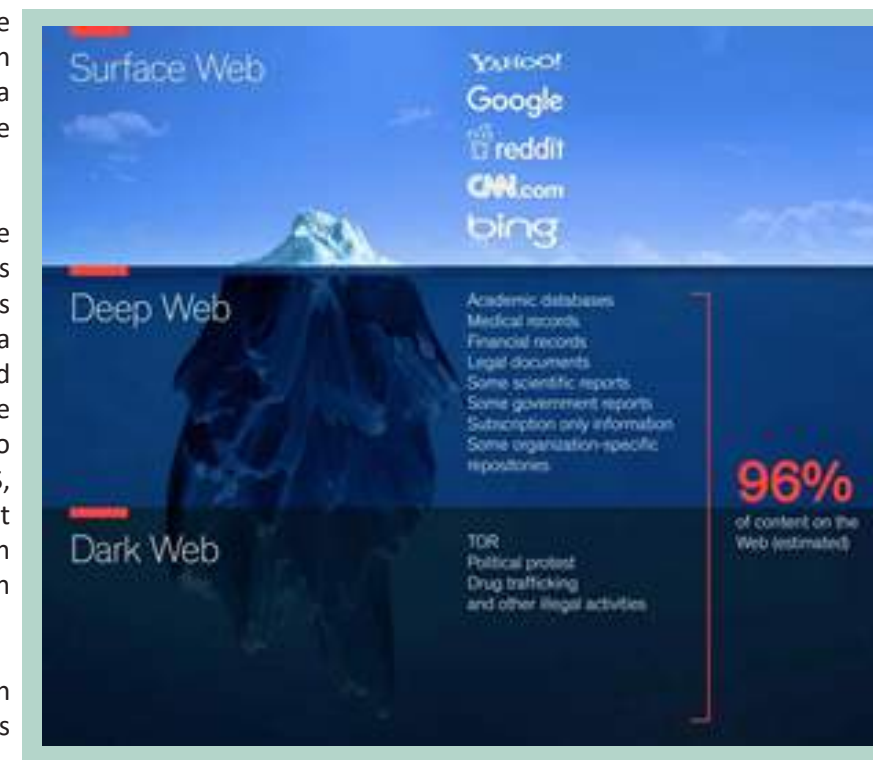 e
n
a
e
e
s
s
a
d
e
o
s,
t
n
n
n
s
Surface Web
YAHOO!
Google
reddit
CNN.com
bing
Deep Web
Academic databases
Medical records
Financial records
Legal documents
Some scientific reports
Some government reports
Subscription only information
Some organization-specific
repositories
96%
of content on the
Web (estimated)
Dark Web
TOR
Political protest
Drug trafficking
and other illegal activities